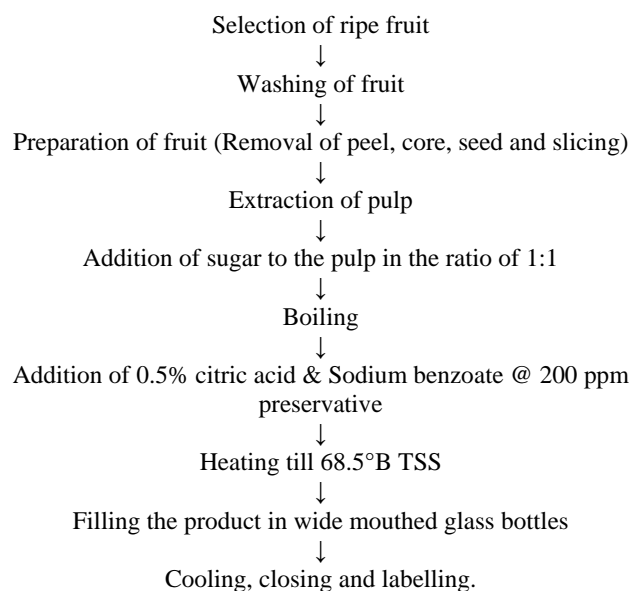 Selection of ripe fruit
↓
Washing of fruit
↓
Preparation of fruit (Removal of peel, core, seed and slicing)
↓
Extraction of pulp
↓
Addition of sugar to the pulp in the ratio of 1:1
↓
Boiling
↓
Addition of 0.5% citric acid & Sodium benzoate @ 200 ppm
preservative
↓
Heating till 68.5°B TSS
↓
Filling the product in wide mouthed glass bottles
↓
Cooling, closing and labelling.